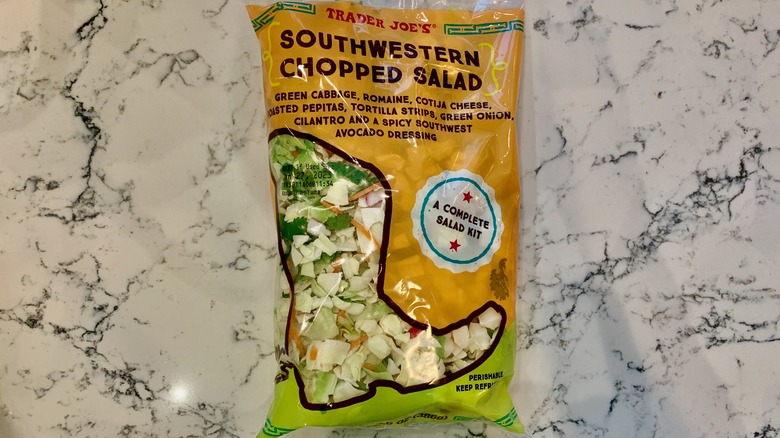 TRADER JOE'S®
SOUTHWESTERN
CHOPPED SALAD
GREEN CABBAGE, ROMAINE, COTIJA CHEESE,
ROASTED PEPITAS, TORTILLA STRIPS, GREEN ONION,
CILANTRO AND A SPICY SOUTHWEST
AVOCADO DRESSING
A COMPLETE
SALAD KIT
PERISHABLE
KEEP